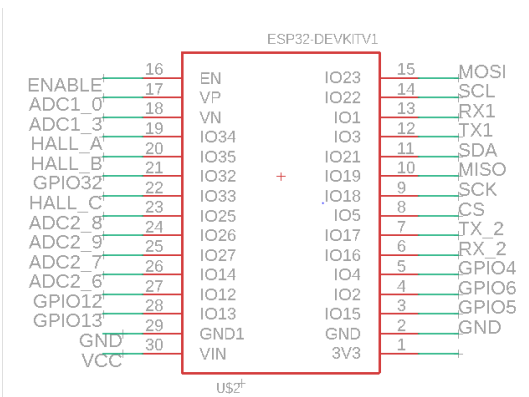 ESP32-DEVKITV1
ENABLE 16 EN IO23 15 MOSI
ADC1_0 17 VP IO22 14 SCL
ADC1_3 18 VN IO1 13 RX1
HALL_A 19 IO34 IO3 12 TX1
HALL_B 20 IO35 IO21 11 SDA
GPIO32 21 IO32 IO19 10 MISO
HALL_C 22 IO33 IO18 9 SCK
ADC2_8 23 IO25 IO5 8 CS
ADC2_9 24 IO26 IO17 7 TX_2
ADC2_7 25 IO27 IO16 6 RX_2
ADC2_6 26 IO14 IO4 5 GPIO4
GPIO12 27 IO12 IO2 4 GPIO6
GPIO13 28 IO13 IO15 3 GPIO5
GND 29 GND1 GND 2 GND
VCC 30 VIN 3V3 1
U$2